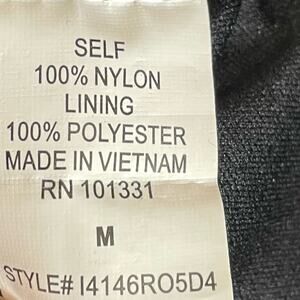 SELF
100% NYLON
LINING
100% POLYESTER
MADE IN VIETNAM
RN 101331
M
STYLE# I4146RO5D4